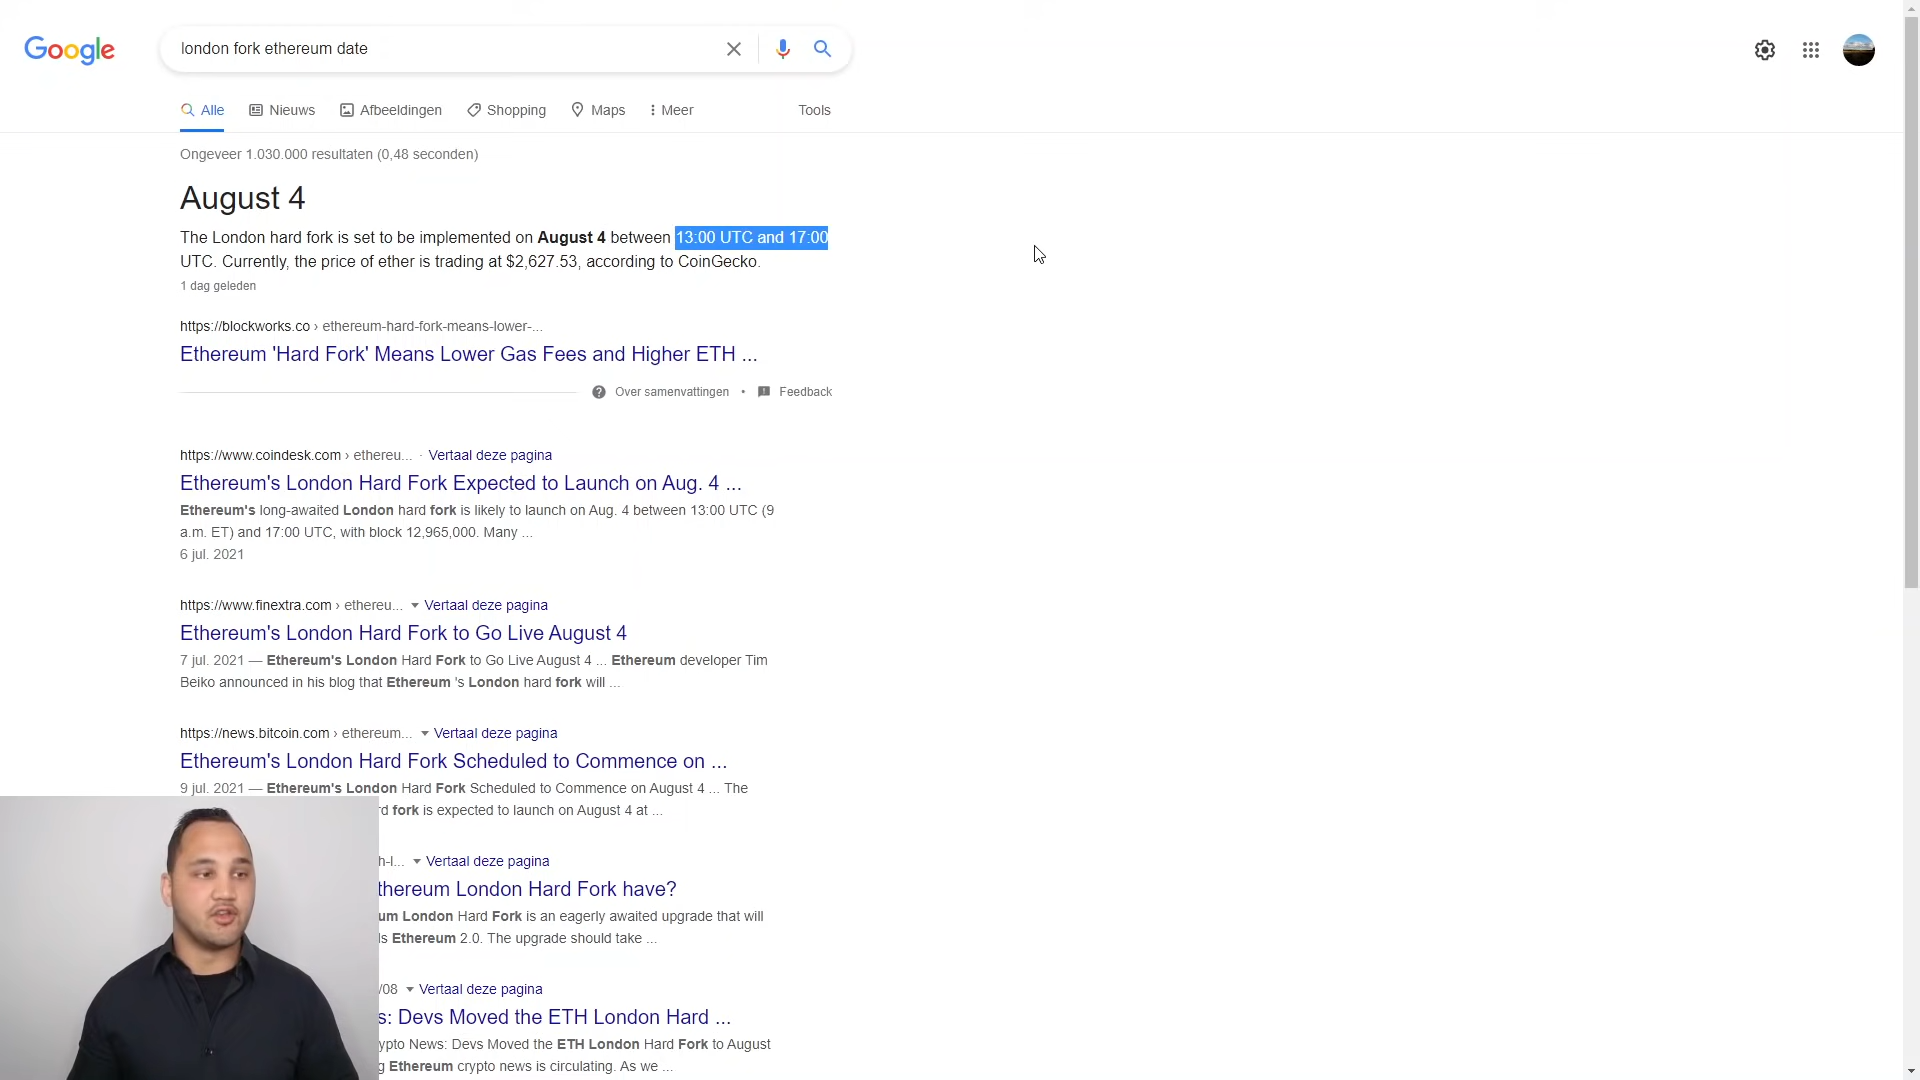 Google
london fork ethereum date
Alle Nieuws Afbeeldingen Shopping Maps Meer Tools
Ongeveer 1.030.000 resultaten (0,48 seconden)
August 4
The London hard fork is set to be implemented on August 4 between 13:00 UTC and 17:00
UTC. Currently, the price of ether is trading at $2,627.53, according to CoinGecko.
1 dag geleden
https://blockworks.co › ethereum-hard-fork-means-lower-...
Ethereum 'Hard Fork' Means Lower Gas Fees and Higher ETH ...
Over samenvattingen • Feedback
https://www.coindesk.com › ethereu... · Vertaal deze pagina
Ethereum's London Hard Fork Expected to Launch on Aug. 4 ...
Ethereum's long-awaited London hard fork is likely to launch on Aug. 4 between 13:00 UTC (9
a.m. ET) and 17:00 UTC, with block 12,965,000. Many ...
6 jul. 2021
https://www.finextra.com › ethereu... Vertaal deze pagina
Ethereum's London Hard Fork to Go Live August 4
7 jul. 2021 — Ethereum's London Hard Fork to Go Live August 4 ... Ethereum developer Tim
Beiko announced in his blog that Ethereum 's London hard fork will ...
https://news.bitcoin.com › ethereum... Vertaal deze pagina
Ethereum's London Hard Fork Scheduled to Commence on ...
9 jul. 2021 — Ethereum's London Hard Fork Scheduled to Commence on August 4 ... The
rd fork is expected to launch on August 4 at ...
h-l... Vertaal deze pagina
thereum London Hard Fork have?
um London Hard Fork is an eagerly awaited upgrade that will
ls Ethereum 2.0. The upgrade should take ...
/08 Vertaal deze pagina
s: Devs Moved the ETH London Hard ...
ypto News: Devs Moved the ETH London Hard Fork to August
g Ethereum crypto news is circulating. As we ...